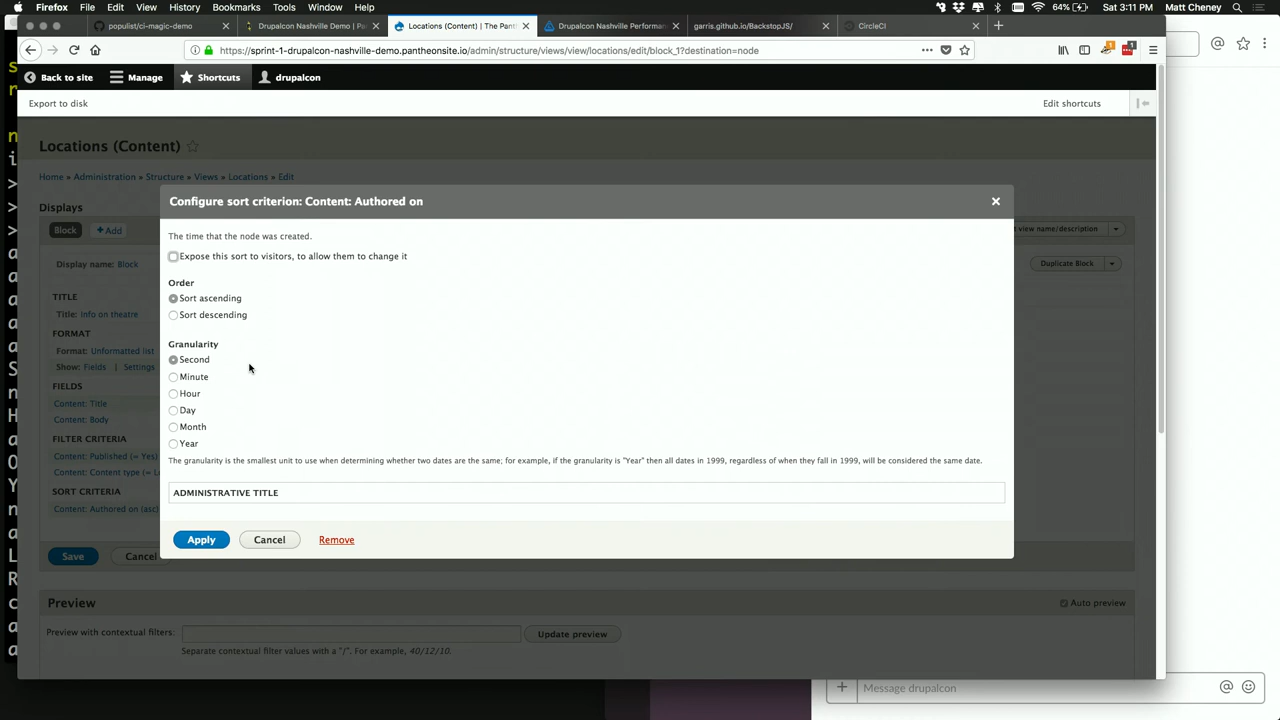 Firefox File Edit View History Bookmarks Tools Window Help 64% Sat 3:11 PM Matt Cheney
populist/ci-magic-demo
Drupalcon Nashville Demo | Pa
Locations (Content) | The Pant
Drupalcon Nashville Performan
garris.github.io/BackstopJS/
CircleCI
https://sprint-1-drupalcon-nashville-demo.pantheonsite.io/admin/structure/views/view/locations/edit/block_1?destination=node
Back to site Manage Shortcuts drupalcon
Export to disk Edit shortcuts
Locations (Content)
Home » Administration » Structure » Views » Locations » Edit
Displays
Block +Add view name/description
Display name: Block Duplicate Block
TITLE
Title: Info on theatre
FORMAT
Format: Unformatted list
Show: Fields | Settings
FIELDS
Content: Title
Content: Body
FILTER CRITERIA
Content: Published (= Yes)
Content: Content type (= Lo
SORT CRITERIA
Content: Authored on (asc)
Save Cancel
Configure sort criterion: Content: Authored on
The time that the node was created.
Expose this sort to visitors, to allow them to change it
Order
Sort ascending
Sort descending
Granularity
Second
Minute
Hour
Day
Month
Year
The granularity is the smallest unit to use when determining whether two dates are the same; for example, if the granularity is "Year" then all dates in 1999, regardless of when they fall in 1999, will be considered the same date.
ADMINISTRATIVE TITLE
Apply Cancel Remove
Preview Auto preview
Preview with contextual filters: Update preview
Separate contextual filter values with a "/". For example, 40/12/10.
Message drupalcon